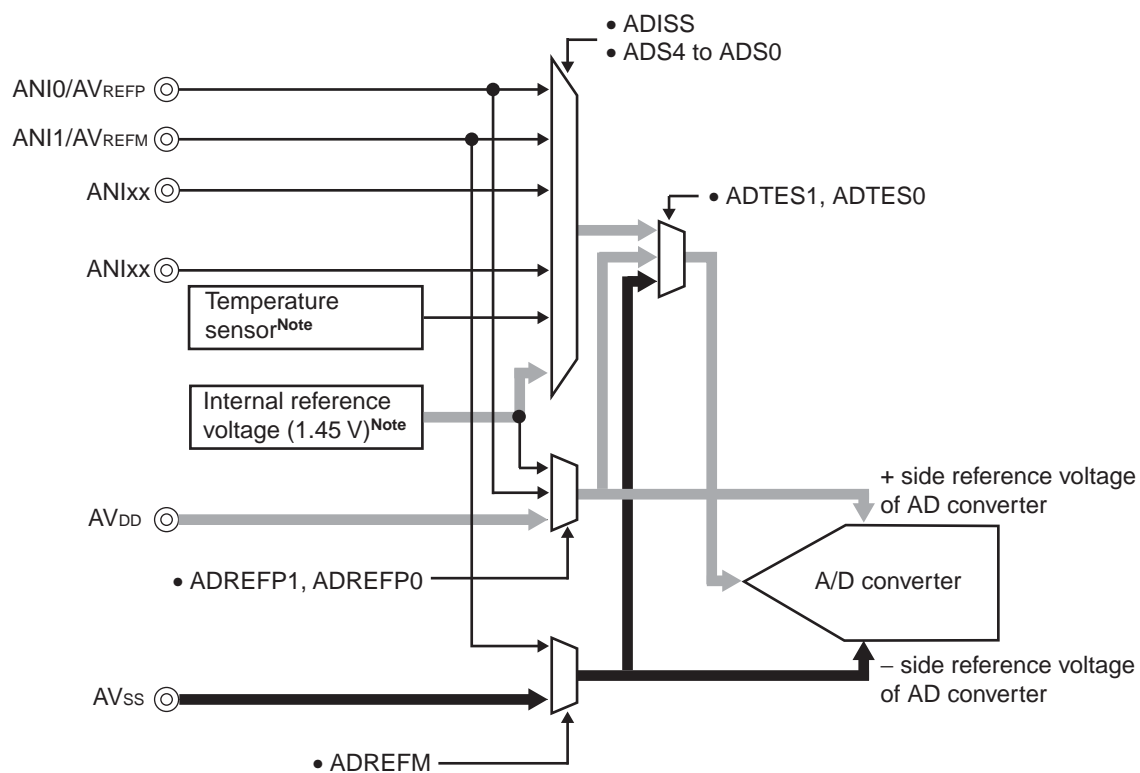 • ADISS
• ADS4 to ADS0
ANI0/AVREFP
ANI1/AVREFM
ANIxx
• ADTES1, ADTES0
ANIxx
Temperature
sensorNote
Internal reference
voltage (1.45 V)Note
+ side reference voltage
of AD converter
AVDD
• ADREFP1, ADREFP0
A/D converter
− side reference voltage
of AD converter
AVSS
• ADREFM